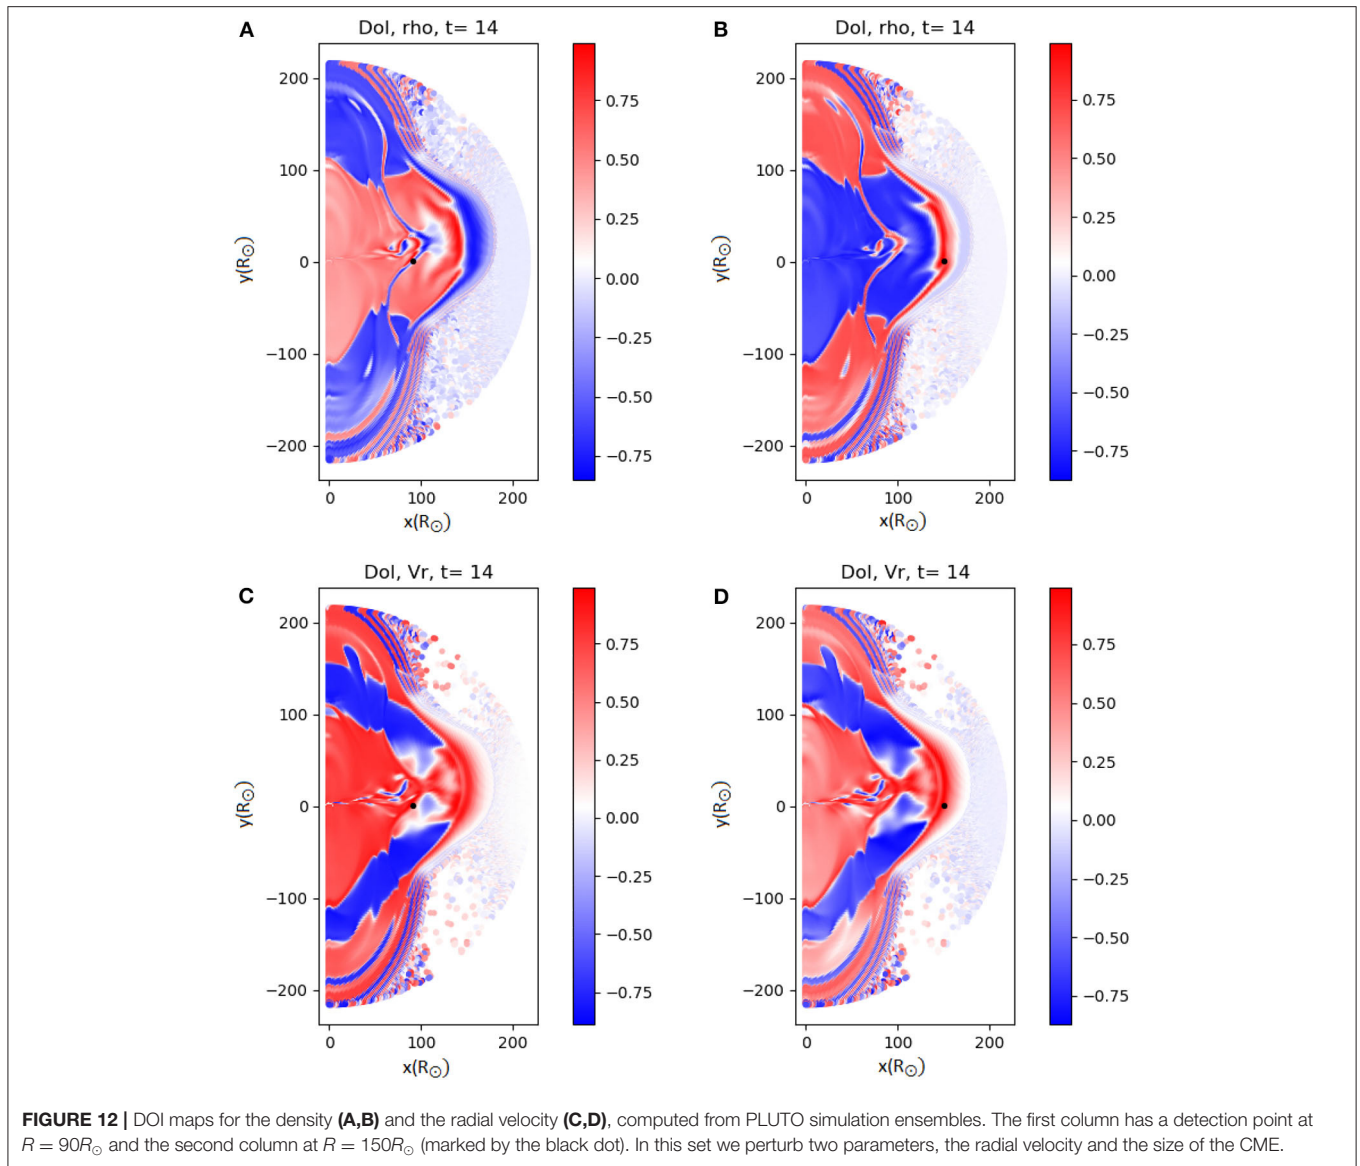 A
DoI, rho, t= 14
200
100
0
−100
−200
y(R☉)
0 100 200
x(R☉)
0.75
0.50
0.25
0.00
−0.25
−0.50
−0.75
B
DoI, rho, t= 14
200
100
0
−100
−200
y(R☉)
0 100 200
x(R☉)
0.75
0.50
0.25
0.00
−0.25
−0.50
−0.75
C
DoI, Vr, t= 14
200
100
0
−100
−200
y(R☉)
0 100 200
x(R☉)
0.75
0.50
0.25
0.00
−0.25
−0.50
−0.75
D
DoI, Vr, t= 14
200
100
0
−100
−200
y(R☉)
0 100 200
x(R☉)
0.75
0.50
0.25
0.00
−0.25
−0.50
−0.75
FIGURE 12 | DOI maps for the density (A,B) and the radial velocity (C,D), computed from PLUTO simulation ensembles. The first column has a detection point at
R = 90R☉ and the second column at R = 150R☉ (marked by the black dot). In this set we perturb two parameters, the radial velocity and the size of the CME.